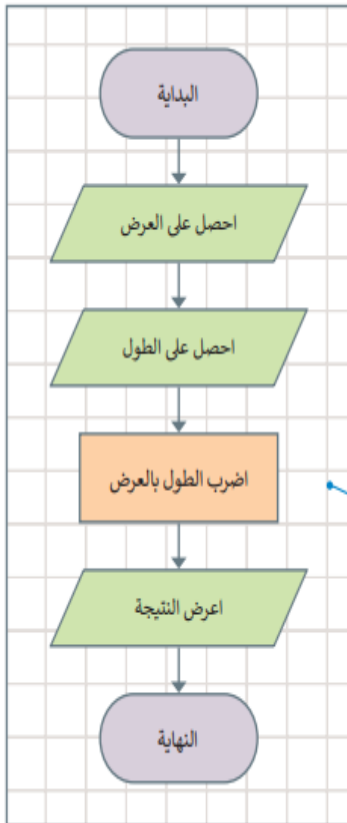 البداية
احصل على العرض
احصل على الطول
اضرب الطول بالعرض
اعرض النتيجة
النهاية